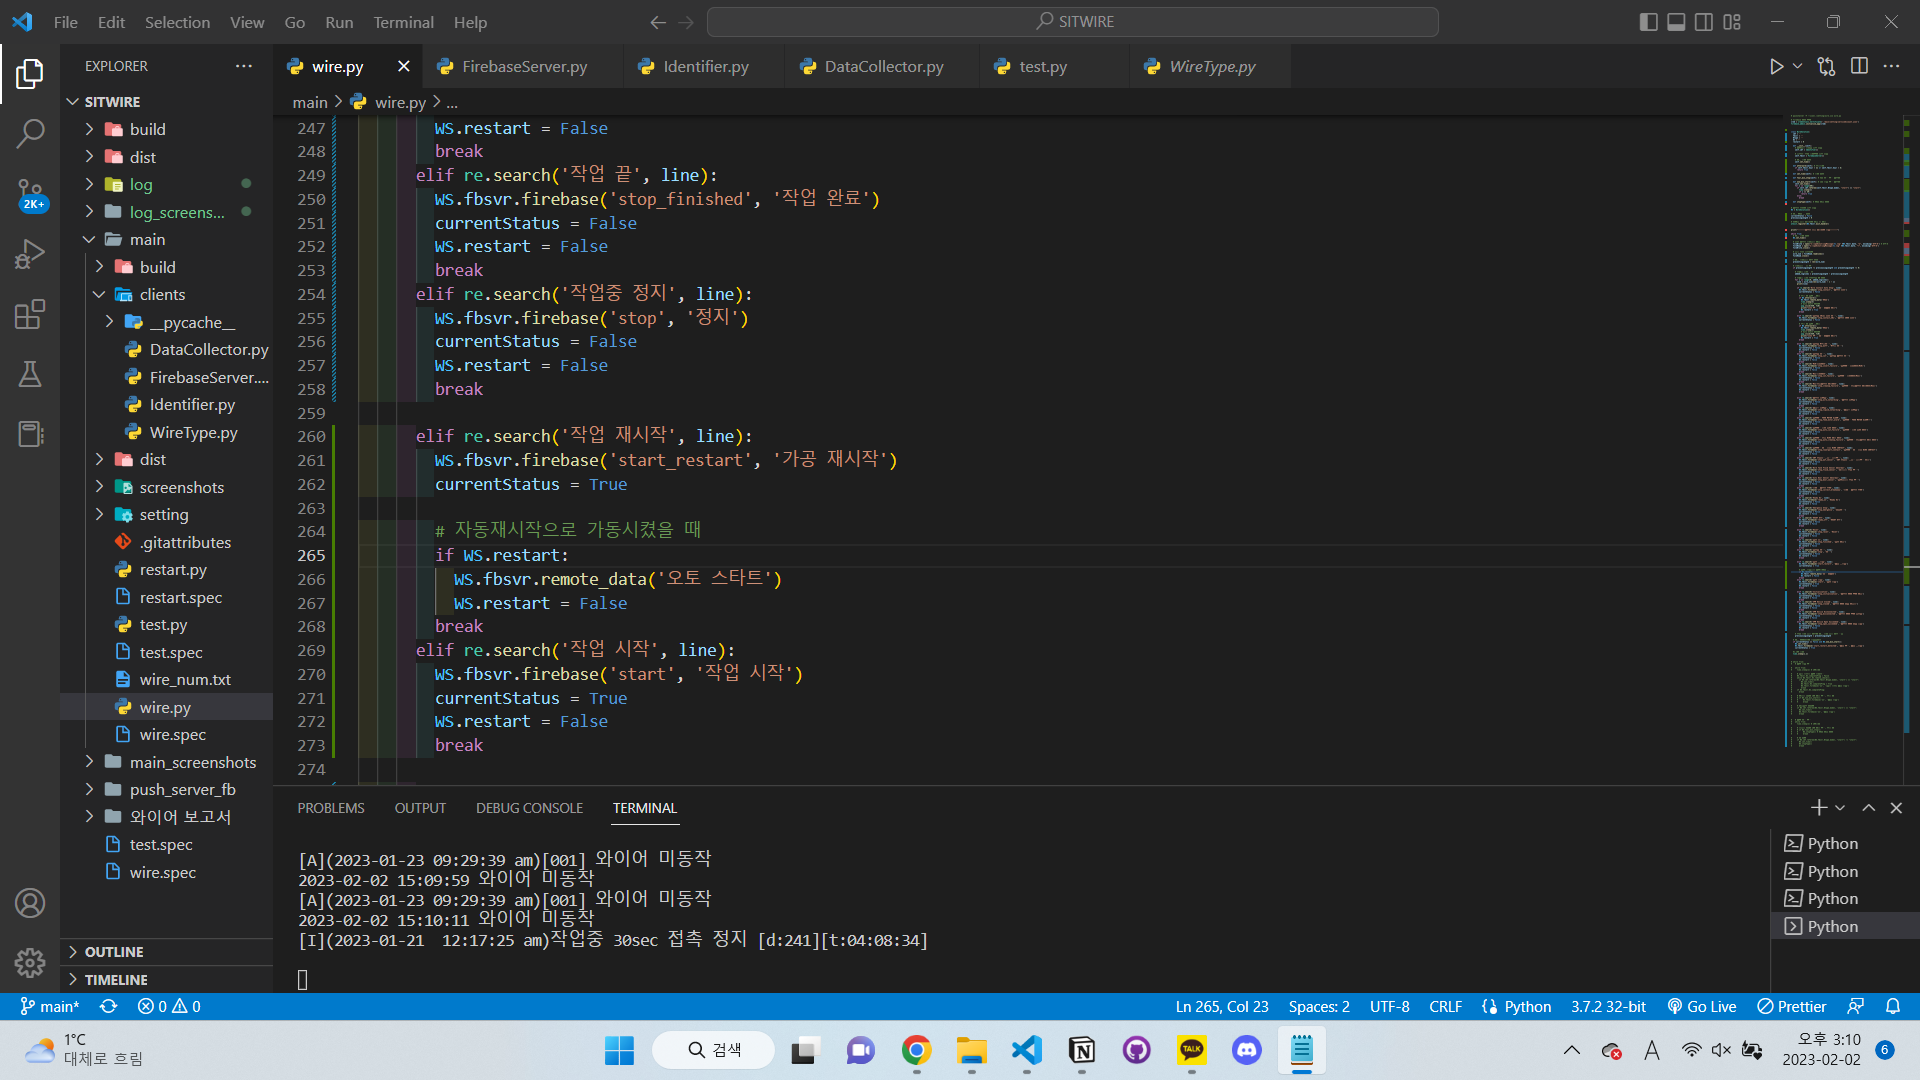 File Edit Selection View Go Run Terminal Help
SITWIRE
EXPLORER
wire.py
FirebaseServer.py
Identifier.py
DataCollector.py
test.py
WireType.py
main > wire.py > ...
SITWIRE
build
dist
log
log_screens...
main
build
clients
__pycache__
DataCollector.py
FirebaseServer....
Identifier.py
WireType.py
dist
screenshots
setting
.gitattributes
restart.py
restart.spec
test.py
test.spec
wire_num.txt
wire.py
wire.spec
main_screenshots
push_server_fb
와이어 보고서
test.spec
wire.spec
OUTLINE
TIMELINE
2K+
247 WS.restart = False
248 break
249 elif re.search('작업 끝', line):
250 WS.fbsvr.firebase('stop_finished', '작업 완료')
251 currentStatus = False
252 WS.restart = False
253 break
254 elif re.search('작업중 정지', line):
255 WS.fbsvr.firebase('stop', '정지')
256 currentStatus = False
257 WS.restart = False
258 break
259
260 elif re.search('작업 재시작', line):
261 WS.fbsvr.firebase('start_restart', '가공 재시작')
262 currentStatus = True
263
264 # 자동재시작으로 가동시켰을 때
265 if WS.restart:
266 WS.fbsvr.remote_data('오토 스타트')
267 WS.restart = False
268 break
269 elif re.search('작업 시작', line):
270 WS.fbsvr.firebase('start', '작업 시작')
271 currentStatus = True
272 WS.restart = False
273 break
274
PROBLEMS OUTPUT DEBUG CONSOLE TERMINAL
[A](2023-01-23 09:29:39 am)[001] 와이어 미동작
2023-02-02 15:09:59 와이어 미동작
[A](2023-01-23 09:29:39 am)[001] 와이어 미동작
2023-02-02 15:10:11 와이어 미동작
[I](2023-01-21  12:17:25 am)작업중 30sec 접촉 정지 [d:241][t:04:08:34]
Python
Python
Python
Python
main* 0 0 Ln 265, Col 23 Spaces: 2 UTF-8 CRLF Python 3.7.2 32-bit Go Live Prettier
1°C
대체로 흐림
검색
TALK
A
오후 3:10
2023-02-02
6